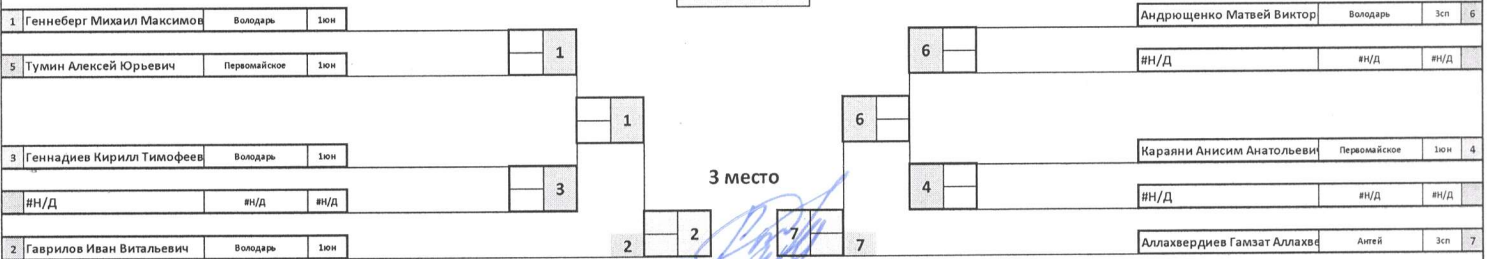 1 Геннеберг Михаил Максимов Володарь 1юн
5 Тумин Алексей Юрьевич Первомайское 1юн
1
1
3 Геннадиев Кирилл Тимофеев Володарь 1юн
#Н/Д #Н/Д #Н/Д
3
2 Гаврилов Иван Витальевич Володарь 1юн
2
2
3 место
7
7
Андрющенко Матвей Виктор Володарь 3сп 6
#Н/Д #Н/Д #Н/Д
6
6
Караяни Анисим Анатольевич Первомайское 1юн 4
#Н/Д #Н/Д #Н/Д
4
Аллахвердиев Гамзат Аллахве Антей 3сп 7